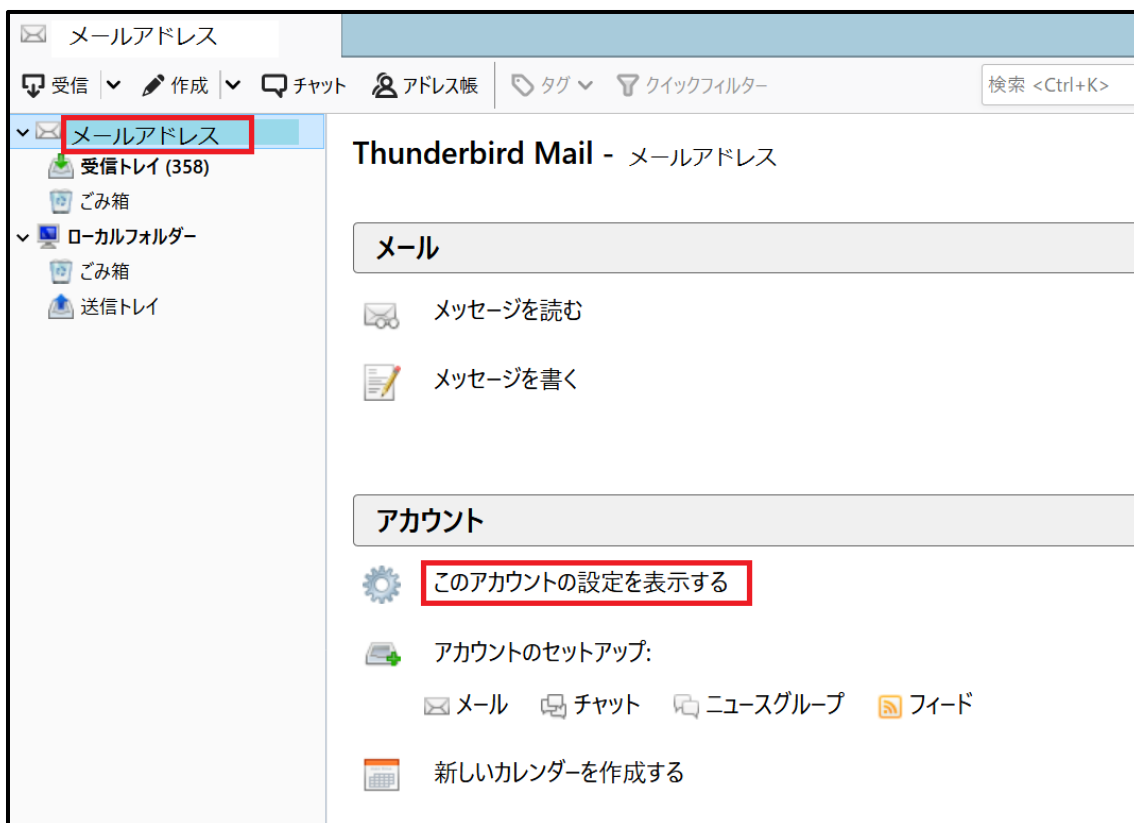 メールアドレス
受信 作成 チャット アドレス帳 タグ クイックフィルター 検索 <Ctrl+K>
メールアドレス
受信トレイ (358)
ごみ箱
ローカルフォルダー
ごみ箱
送信トレイ
Thunderbird Mail - メールアドレス
メール
メッセージを読む
メッセージを書く
アカウント
このアカウントの設定を表示する
アカウントのセットアップ:
メール チャット ニュースグループ フィード
新しいカレンダーを作成する